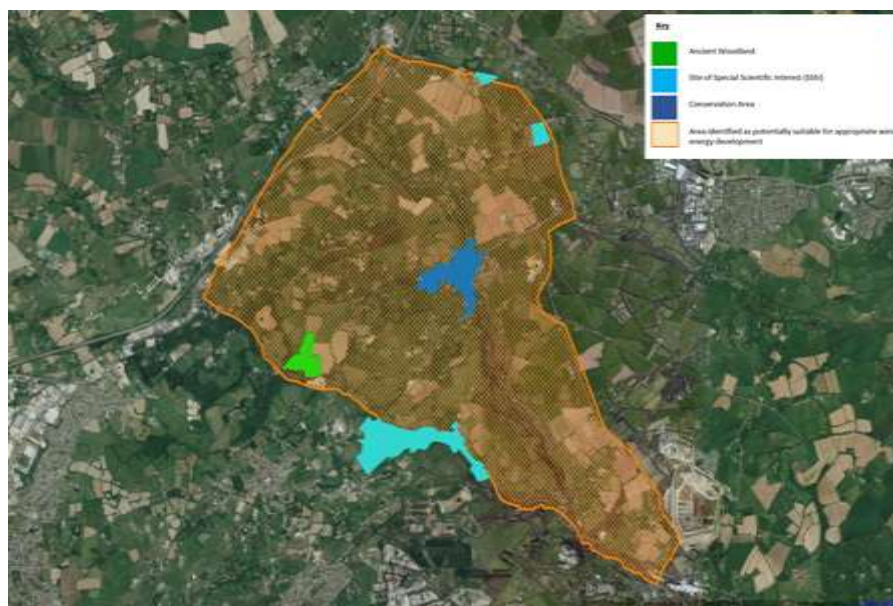 Key
Ancient Woodland
Site of Special Scientific Interest (SSSI)
Conservation Area
Area identified as potentially suitable for appropriate
energy development